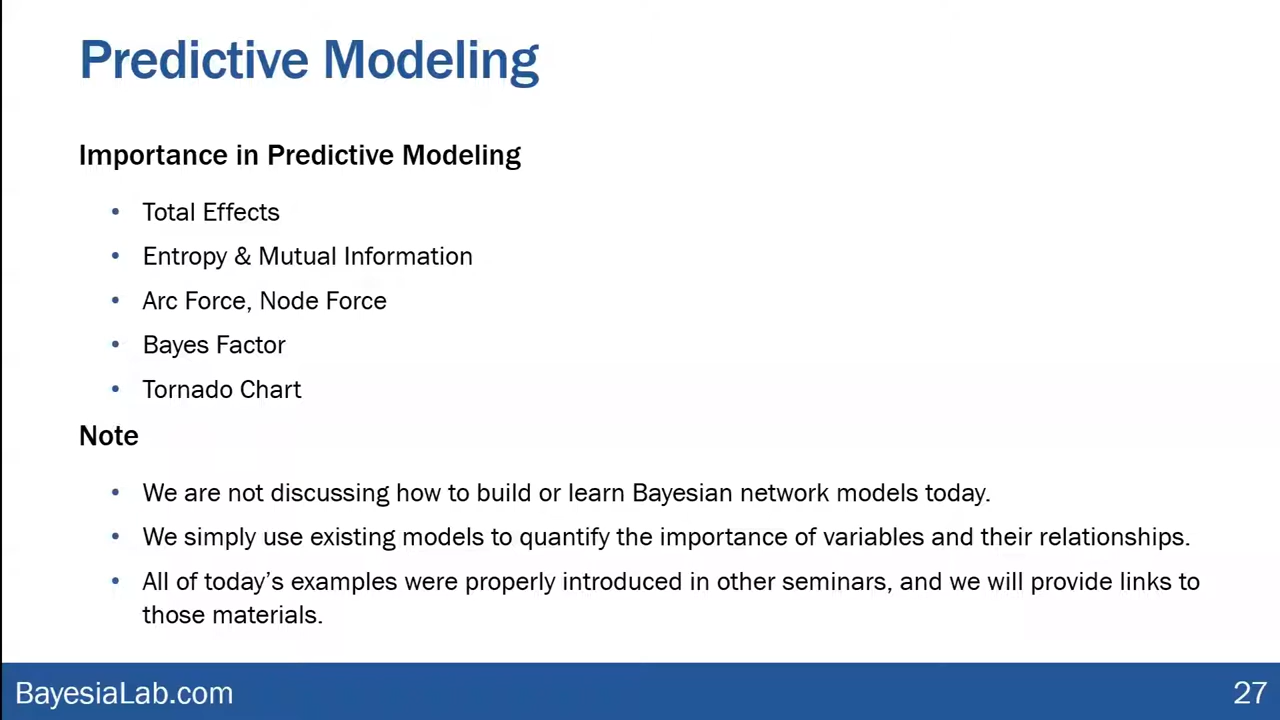 Predictive Modeling
Importance in Predictive Modeling
• Total Effects
• Entropy & Mutual Information
• Arc Force, Node Force
• Bayes Factor
• Tornado Chart
Note
• We are not discussing how to build or learn Bayesian network models today.
• We simply use existing models to quantify the importance of variables and their relationships.
• All of today’s examples were properly introduced in other seminars, and we will provide links to
those materials.
BayesiaLab.com
27